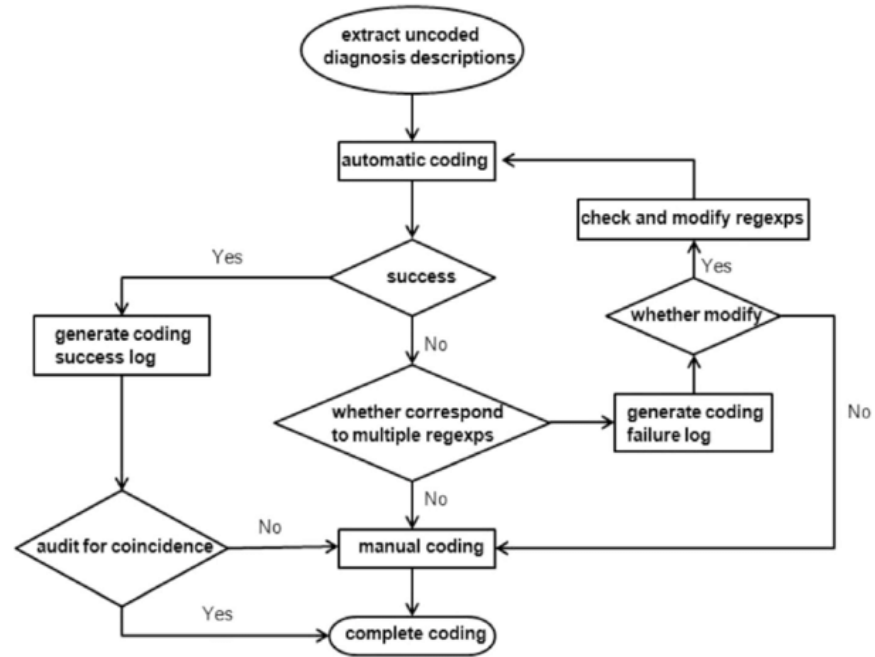 extract uncoded
diagnosis descriptions
automatic coding
check and modify regexps
Yes
success
Yes
whether modify
generate coding
success log
No
whether correspond
to multiple regexps
generate coding
failure log
No
No
audit for coincidence
No
manual coding
Yes
complete coding